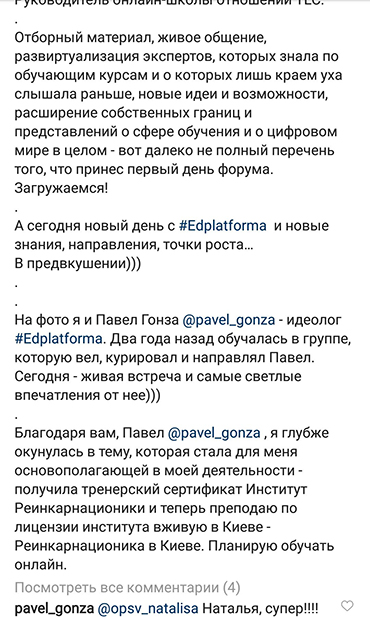 Руководитель онлайн-школы отношений TEC.
.
Отборный материал, живое общение,
развиртуализация экспертов, которых знала по
обучающим курсам и о которых лишь краем уха
слышала раньше, новые идеи и возможности,
расширение собственных границ и
представлений о сфере обучения и о цифровом
мире в целом - вот далеко не полный перечень
того, что принес первый день форума.
Загружаемся!
.
А сегодня новый день с #Edplatforma и новые
знания, направления, точки роста...
В предвкушении)))
.
.
На фото я и Павел Гонза @pavel_gonza - идеолог
#Edplatforma. Два года назад обучалась в группе,
которую вел, курировал и направлял Павел.
Сегодня - живая встреча и самые светлые
впечатления от нее)))
.
Благодаря вам, Павел @pavel_gonza , я глубже
окунулась в тему, которая стала для меня
основополагающей в моей деятельности -
получила тренерский сертификат Институт
Реинкарнационики и теперь преподаю по
лицензии института вживую в Киеве -
Реинкарнационика в Киеве. Планирую обучать
онлайн.
Посмотреть все комментарии (4)
pavel_gonza @opsv_natalisa Наталья, супер!!!!